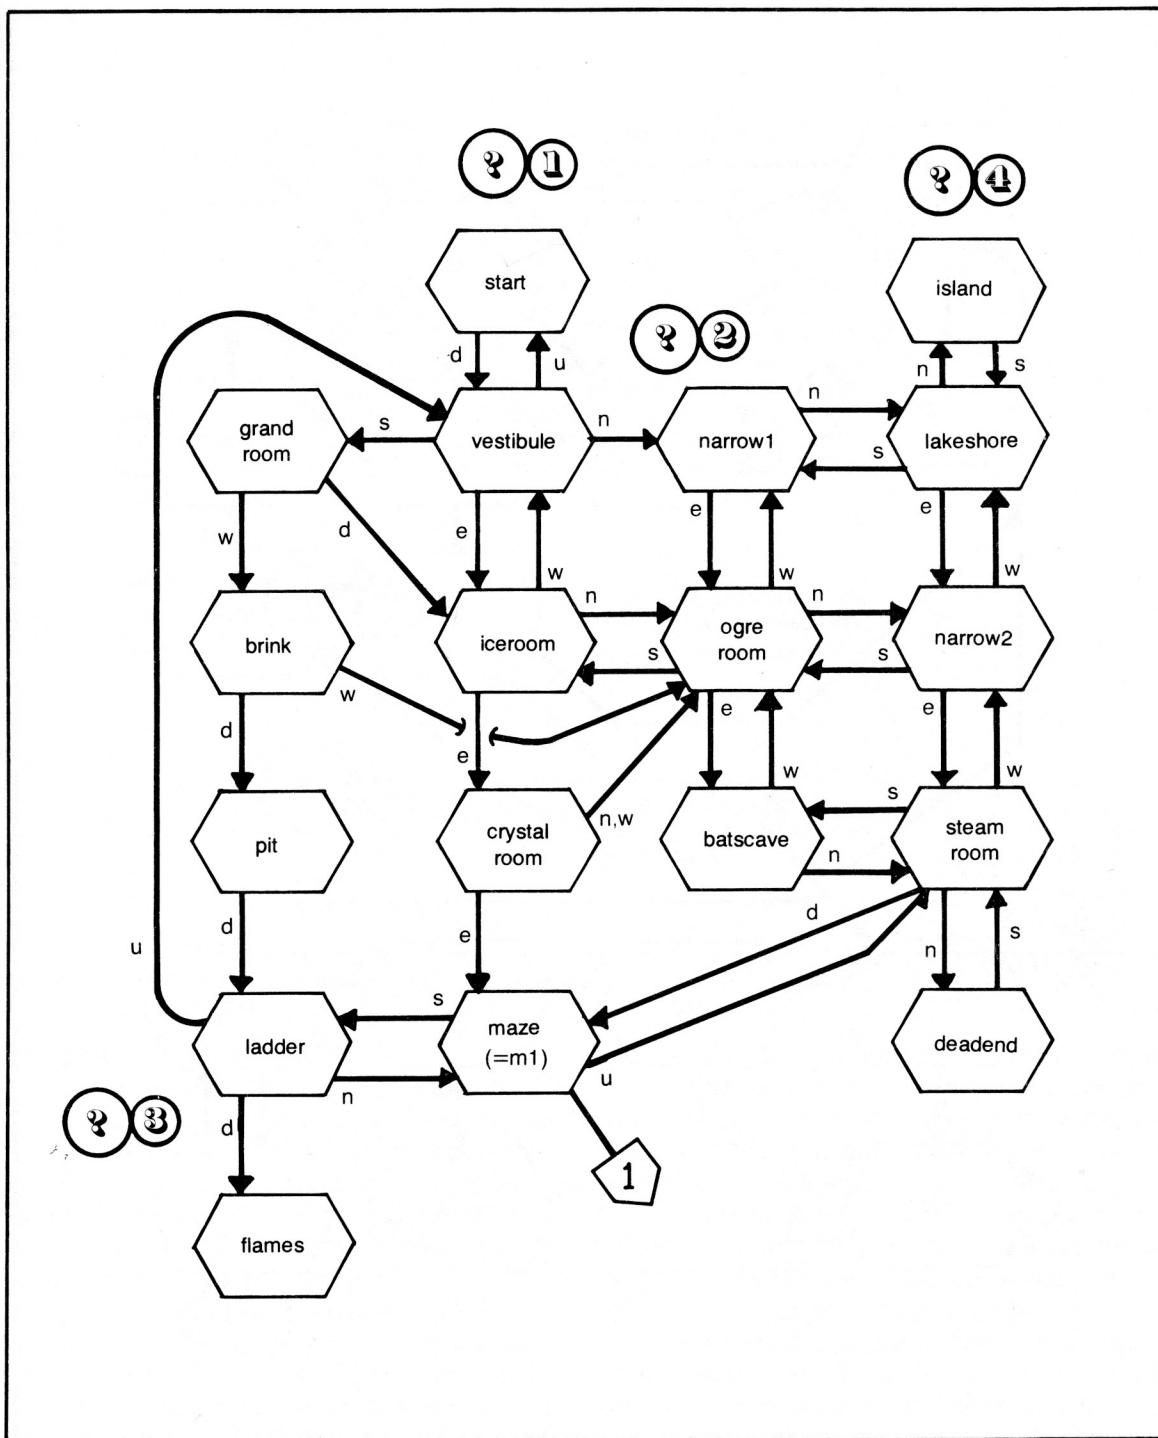 ? 1
? 4
start
island
? 2
d
u
n
s
grand
room
s
vestibule
n
narrow1
n
s
lakeshore
w
d
e
w
e
w
e
w
brink
iceroom
n
s
ogre
room
n
s
narrow2
w
d
e
e
w
e
w
pit
crystal
room
n,w
batscave
s
n
steam
room
d
e
d
n
s
u
ladder
s
n
maze
(=m1)
u
deadend
? 3
d
1
flames